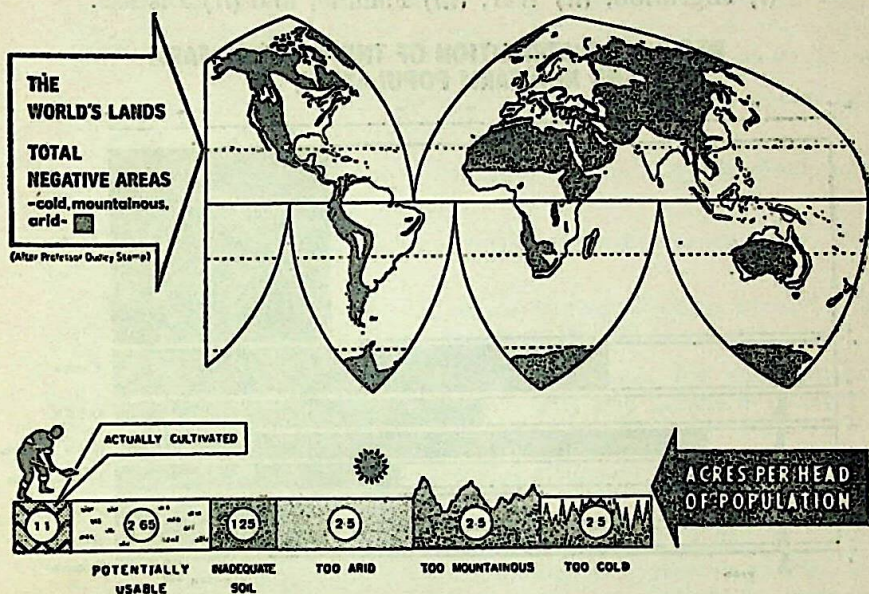 THE
WORLD'S LANDS
TOTAL
NEGATIVE AREAS
-cold, mountainous,
arid-
(After Professor Dudley Stamp)
ACTUALLY CULTIVATED
ACRES PER HEAD
OF POPULATION
1 1
2 65
1 25
2·5
2·5
2 5
POTENTIALLY
USABLE
INADEQUATE
SOIL
TOO ARID
TOO MOUNTAINOUS
TOO COLD